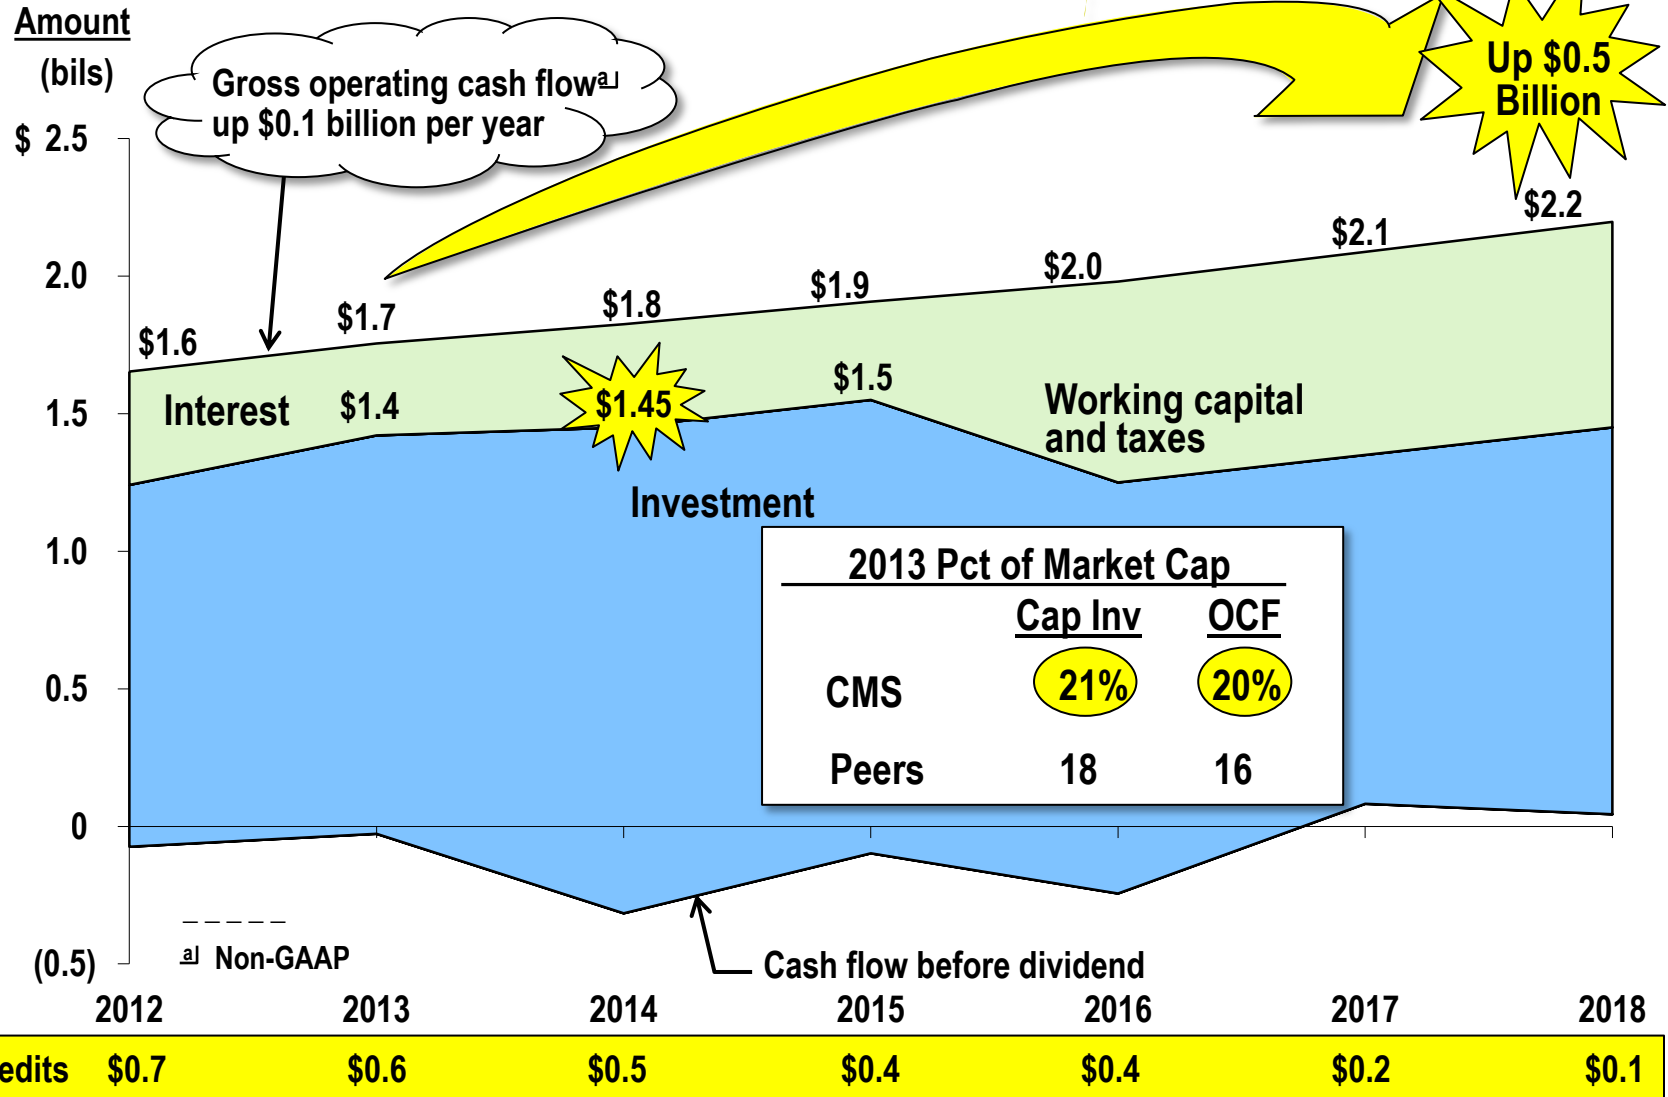 Amount
(bils)
Gross operating cash flow a
up $0.1 billion per year
Up $0.5
Billion
$ 2.5
2.0
1.5
1.0
0.5
0
(0.5)
$1.6
$1.7
$1.8
$1.9
$2.0
$2.1
$2.2
Interest
$1.4
$1.45
$1.5
Working capital
and taxes
Investment
2013 Pct of Market Cap
Cap Inv OCF
CMS 21% 20%
Peers 18 16
a Non-GAAP
Cash flow before dividend
2012 2013 2014 2015 2016 2017 2018
edits $0.7 $0.6 $0.5 $0.4 $0.4 $0.2 $0.1